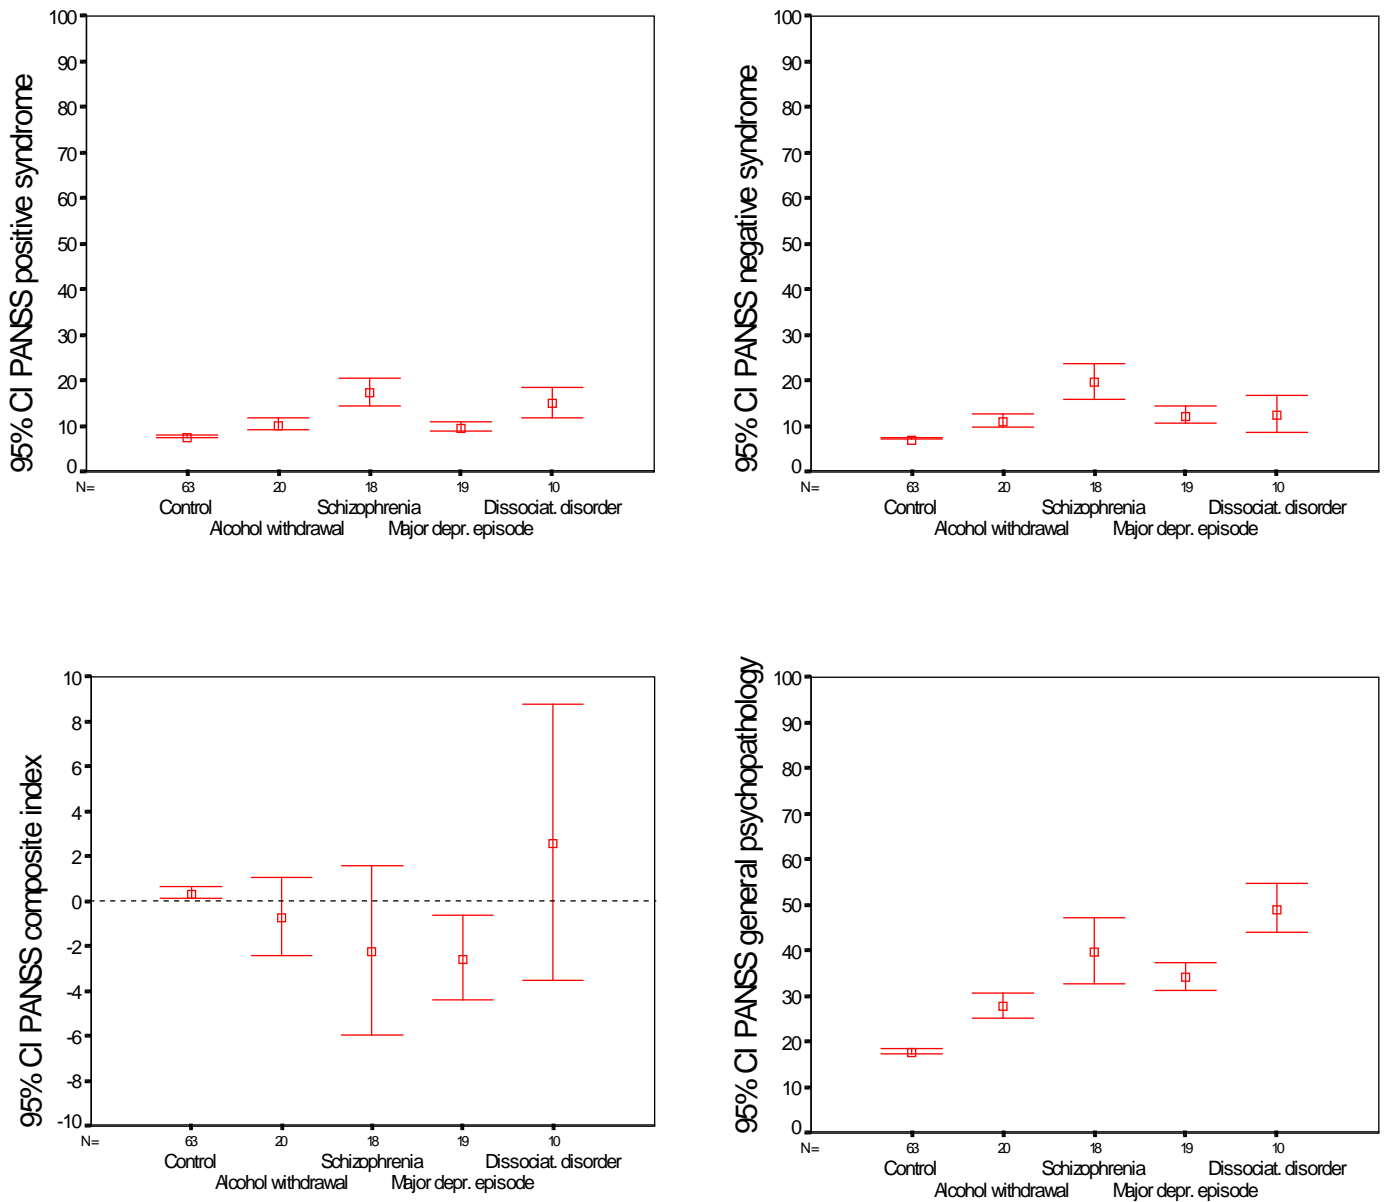 95% CI PANSS positive syndrome
100
90
80
70
60
50
40
30
20
10
0
N=
63
20
18
19
10
Control
Schizophrenia
Dissociat. disorder
Alcohol withdrawal
Major depr. episode
95% CI PANSS negative syndrome
100
90
80
70
60
50
40
30
20
10
0
N=
63
20
18
19
10
Control
Schizophrenia
Dissociat. disorder
Alcohol withdrawal
Major depr. episode
95% CI PANSS composite index
10
8
6
4
2
0
-2
-4
-6
-8
-10
N=
63
20
18
19
10
Control
Schizophrenia
Dissociat. disorder
Alcohol withdrawal
Major depr. episode
95% CI PANSS general psychopathology
100
90
80
70
60
50
40
30
20
10
0
N=
63
20
18
19
10
Control
Schizophrenia
Dissociat. disorder
Alcohol withdrawal
Major depr. episode